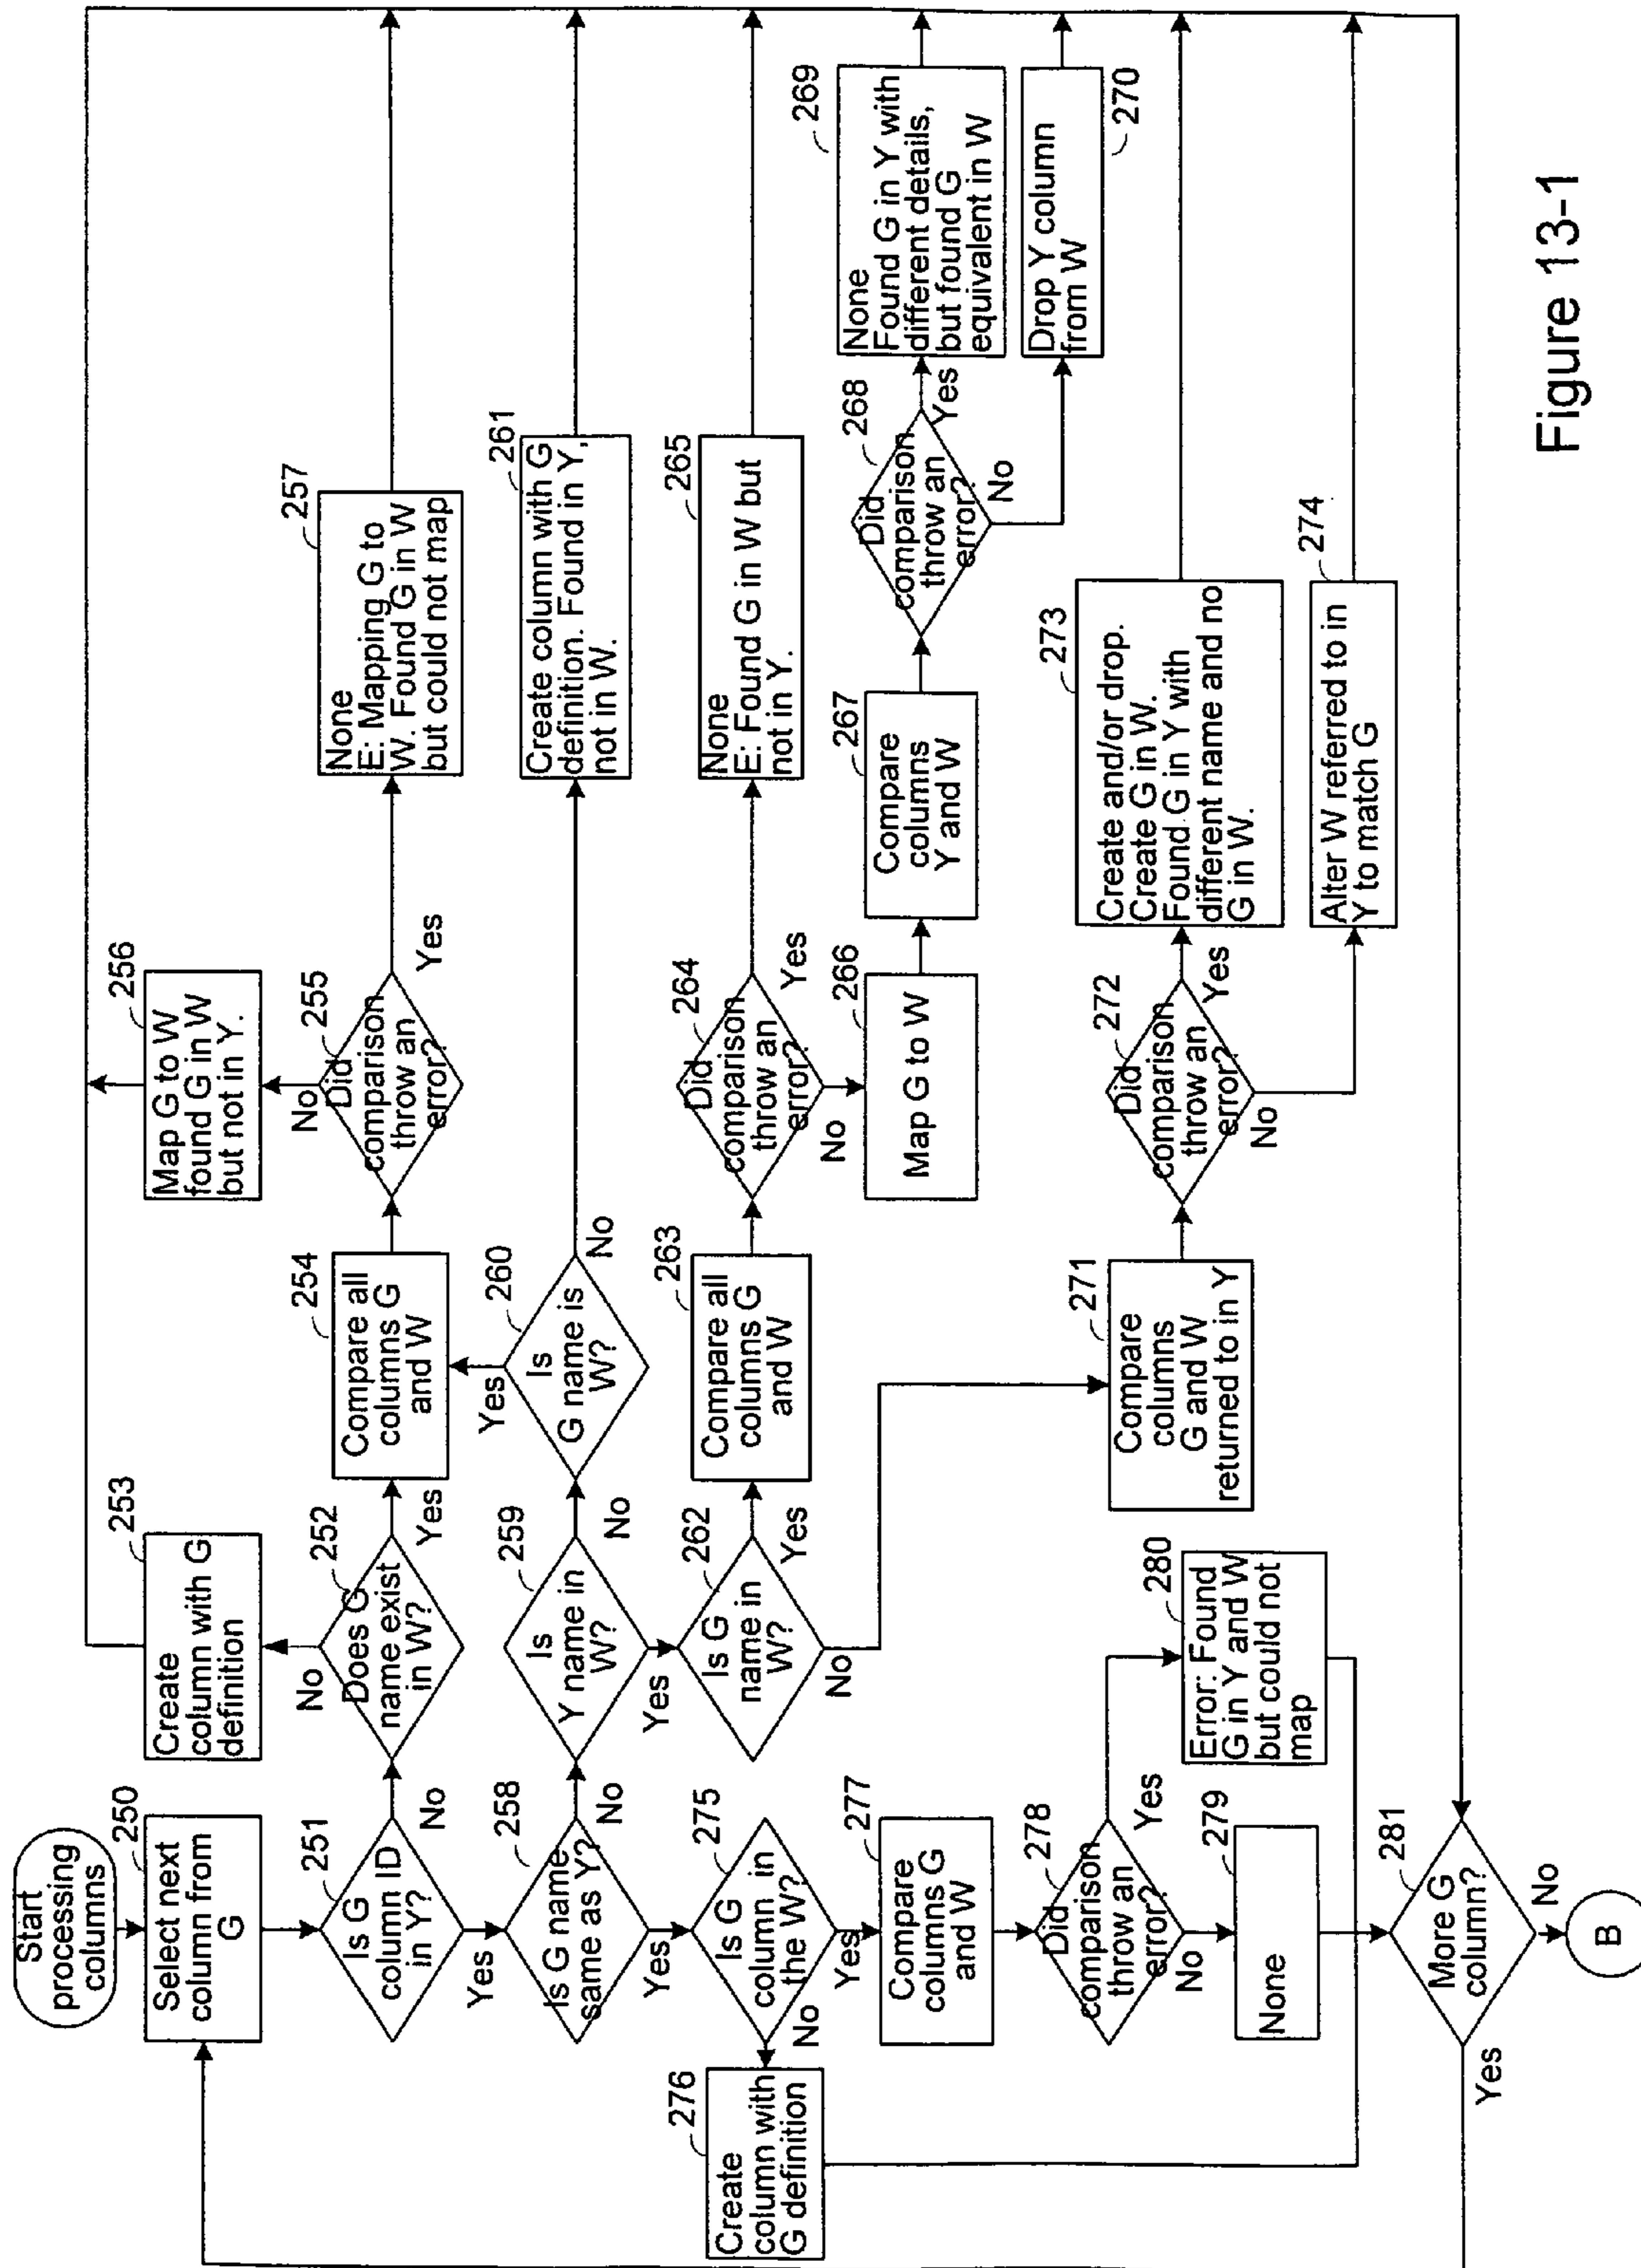 Start
processing
columns
250
Select next
column from
G
251
Is G
column ID
in Y?
No
Yes
252
Does G
name exist
in W?
No
Yes
253
Create
column with G
definition
254
Compare all
columns G
and W
255
Did
comparison
throw an
error?
No
Yes
256
Map G to W
found G in W
but not in Y.
257
None
E: Mapping G to
W. Found G in W
but could not map
258
Is G name
same as Y?
No
Yes
259
Is
Y name in
W?
No
Yes
260
Is
G name is
W?
Yes
No
261
Create column with G
definition. Found in Y,
not in W.
262
Is G
name in
W?
Yes
No
263
Compare all
columns G
and W
264
Did
comparison
throw an
error?
Yes
No
265
None
E: Found G in W but
not in Y.
266
Map G to W
267
Compare
columns
Y and W
268
Did
comparison
throw an
error?
Yes
No
269
None
Found G in Y with
different details,
but found G
equivalent in W
270
Drop Y column
from W
271
Compare
columns
G and W
returned to in Y
272
Did
comparison
throw an
error?
Yes
No
273
Create and/or drop.
Create G in W.
Found G in Y with
different name and no
G in W.
274
Alter W referred to in
Y to match G
275
Is G
column in
the W?
No
Yes
276
Create
column with
G definition
277
Compare
columns G
and W
278
Did
comparison
throw an
error?
Yes
No
279
None
280
Error: Found
G in Y and W
but could not
map
281
More G
column?
Yes
No
B
Figure 13-1